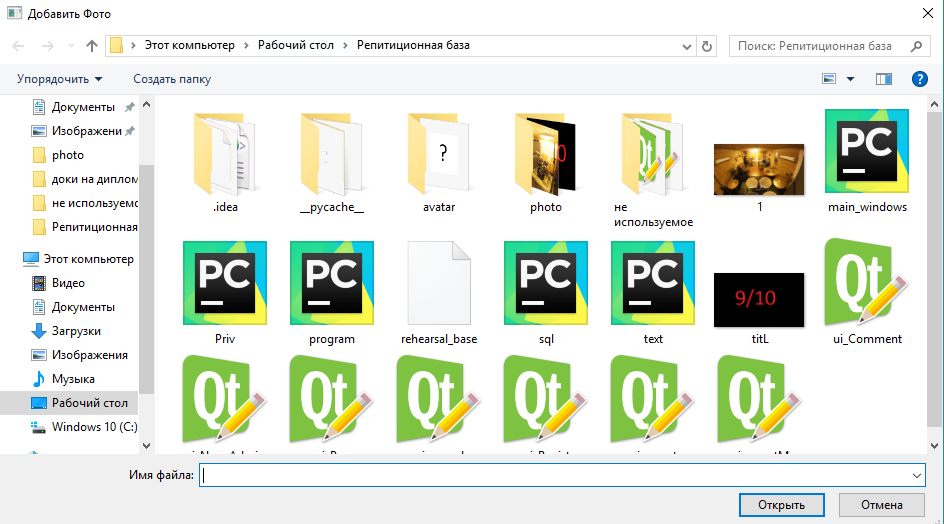 Добавить Фото
Этот компьютер
Рабочий стол
Репитиционная база
Поиск: Репитиционная база
Упорядочить
Создать папку
Документы
Изображени
photo
доки на диплом
не используемо
Репитиционная
Этот компьютер
Видео
Документы
Загрузки
Изображения
Музыка
Рабочий стол
Windows 10 (C:)
.idea
__pycache__
avatar
? 
photo
не
используемое
1
main_windows
PC
PC
Priv
PC
program
rehearsal_base
PC
sql
PC
text
9/10
titL
Qt
ui_Comment
Qt
Qt
Qt
Qt
Qt
Qt
Имя файла:
Открыть
Отмена